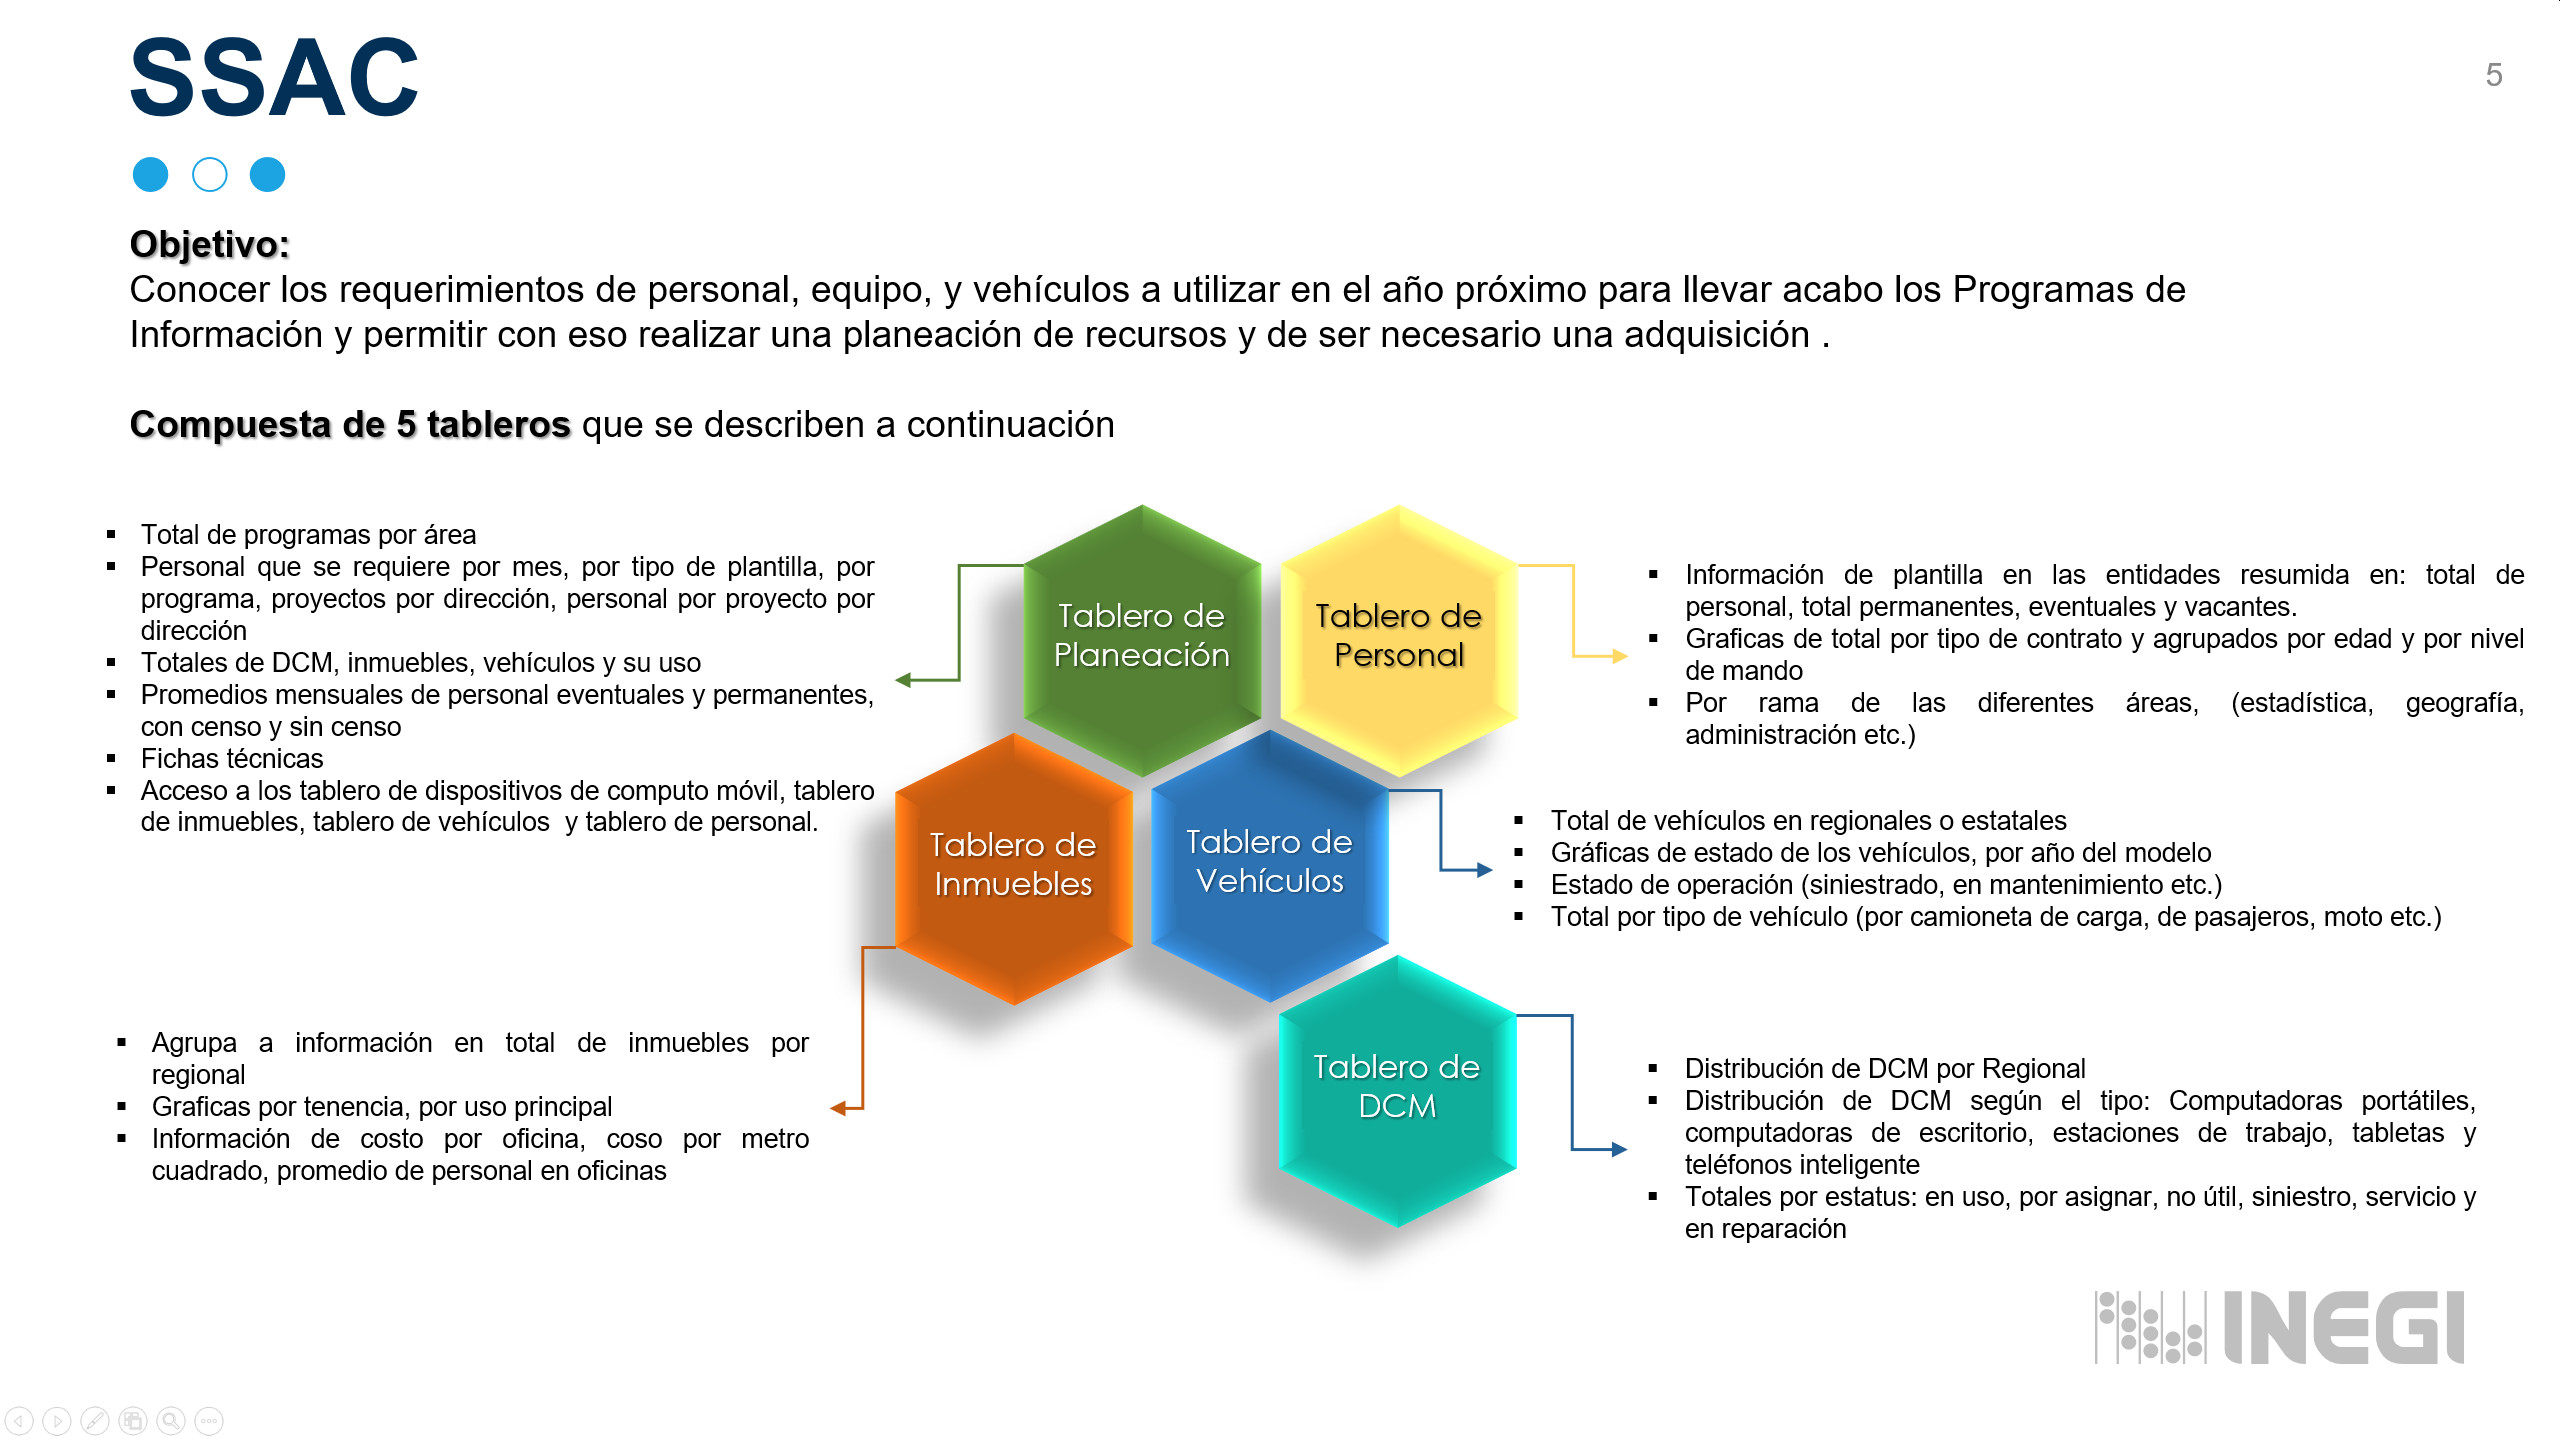 SSAC
5
Objetivo:
Conocer los requerimientos de personal, equipo, y vehículos a utilizar en el año próximo para llevar acabo los Programas de
Información y permitir con eso realizar una planeación de recursos y de ser necesario una adquisición .
Compuesta de 5 tableros que se describen a continuación
▪ Total de programas por área
▪ Personal que se requiere por mes, por tipo de plantilla, por
programa, proyectos por dirección, personal por proyecto por
dirección
▪ Totales de DCM, inmuebles, vehículos y su uso
▪ Promedios mensuales de personal eventuales y permanentes,
con censo y sin censo
▪ Fichas técnicas
▪ Acceso a los tablero de dispositivos de computo móvil, tablero
de inmuebles, tablero de vehículos y tablero de personal.
Tablero de
Planeación
Tablero de
Personal
▪ Información de plantilla en las entidades resumida en: total de
personal, total permanentes, eventuales y vacantes.
▪ Graficas de total por tipo de contrato y agrupados por edad y por nivel
de mando
▪ Por rama de las diferentes áreas, (estadística, geografía,
administración etc.)
Tablero de
Inmuebles
Tablero de
Vehículos
▪ Total de vehículos en regionales o estatales
▪ Gráficas de estado de los vehículos, por año del modelo
▪ Estado de operación (siniestrado, en mantenimiento etc.)
▪ Total por tipo de vehículo (por camioneta de carga, de pasajeros, moto etc.)
▪ Agrupa a información en total de inmuebles por
regional
▪ Graficas por tenencia, por uso principal
▪ Información de costo por oficina, coso por metro
cuadrado, promedio de personal en oficinas
Tablero de
DCM
▪ Distribución de DCM por Regional
▪ Distribución de DCM según el tipo: Computadoras portátiles,
computadoras de escritorio, estaciones de trabajo, tabletas y
teléfonos inteligente
▪ Totales por estatus: en uso, por asignar, no útil, siniestro, servicio y
en reparación
INEGI